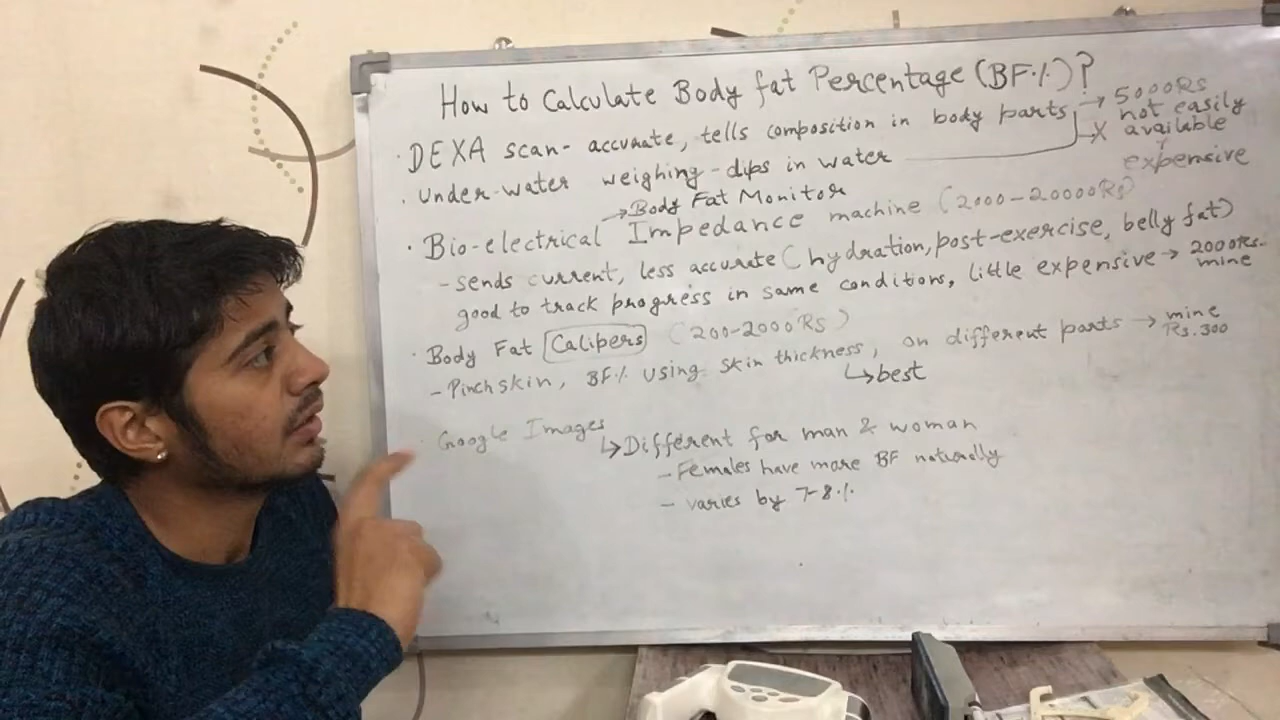 How to Calculate Body fat Percentage (BF.%)?
· DEXA scan - accurate, tells composition in body parts → 5000Rs
→ X not easily available
expensive
· Under-water weighing - dips in water
→ Body Fat Monitor
· Bio-electrical Impedance machine (2000-20000Rs)
- sends current, less accurate (hydration, post-exercise, belly fat)
good to track progress in same conditions, little expensive → 2000Rs. mine
· Body Fat Calipers (200-2000Rs)
- Pinch skin, BF% using skin thickness, on different parts → mine Rs. 300
↳ best
· Google Images
↳ Different for man & woman
- Females have more BF naturally
- varies by 7-8.%